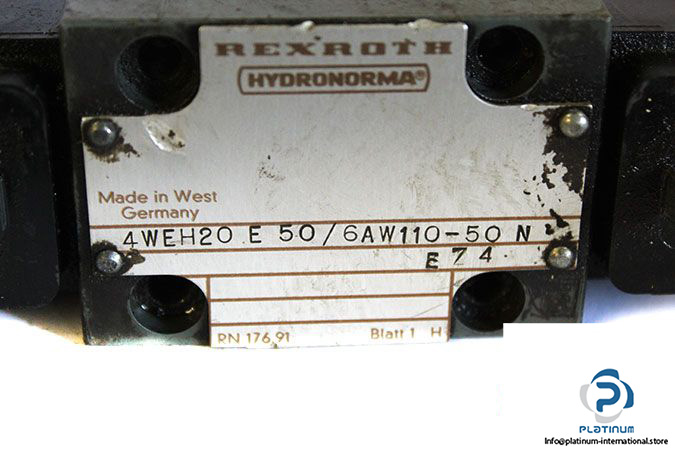 REXROTH
HYDRONORMA®
Made in West
Germany
4WEH20 E 50/6AW110-50 N
EZ4
RN 176,91 Blatt 1 H
PLATINUM
Info@platinum-international.store